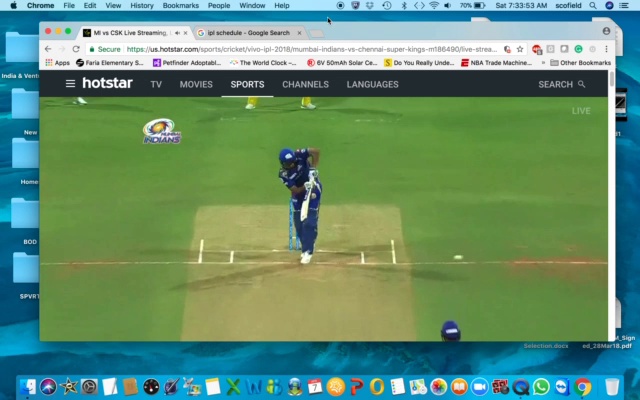 Chrome File Edit View History Bookmarks People Window Help 70% Sat 7:33:53 AM scofield
MI vs CSK Live Streaming, ipl schedule - Google Search
Secure https://us.hotstar.com/sports/cricket/vivo-ipl-2018/mumbai-indians-vs-chennai-super-kings-m186490/live-strea...
Apps Faria Elementary S... Petfinder Adoptabl... The World Clock –... 6V 50mAh Solar Ce... Do You Really Unde... NBA Trade Machine... » Other Bookmarks
hotstar TV MOVIES SPORTS CHANNELS LANGUAGES SEARCH
LIVE
MUMBAI
INDIANS
India & Vent
New
Home
BOD
SPVRT
Selection.docx
M_Sign
ed_28Mar18.pdf
7